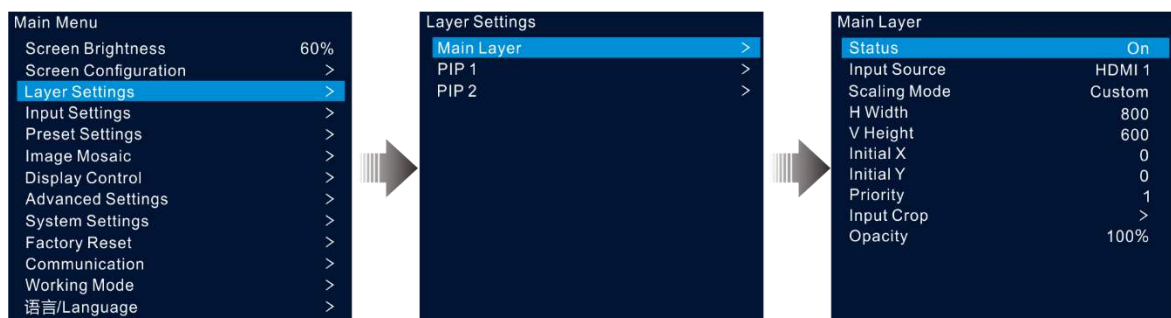 Main Menu
Screen Brightness 60%
Screen Configuration >
Layer Settings >
Input Settings >
Preset Settings >
Image Mosaic >
Display Control >
Advanced Settings >
System Settings >
Factory Reset >
Communication >
Working Mode >
语言/Language >
Layer Settings
Main Layer >
PIP 1 >
PIP 2 >
Main Layer
Status On
Input Source HDMI 1
Scaling Mode Custom
H Width 800
V Height 600
Initial X 0
Initial Y 0
Priority 1
Input Crop >
Opacity 100%